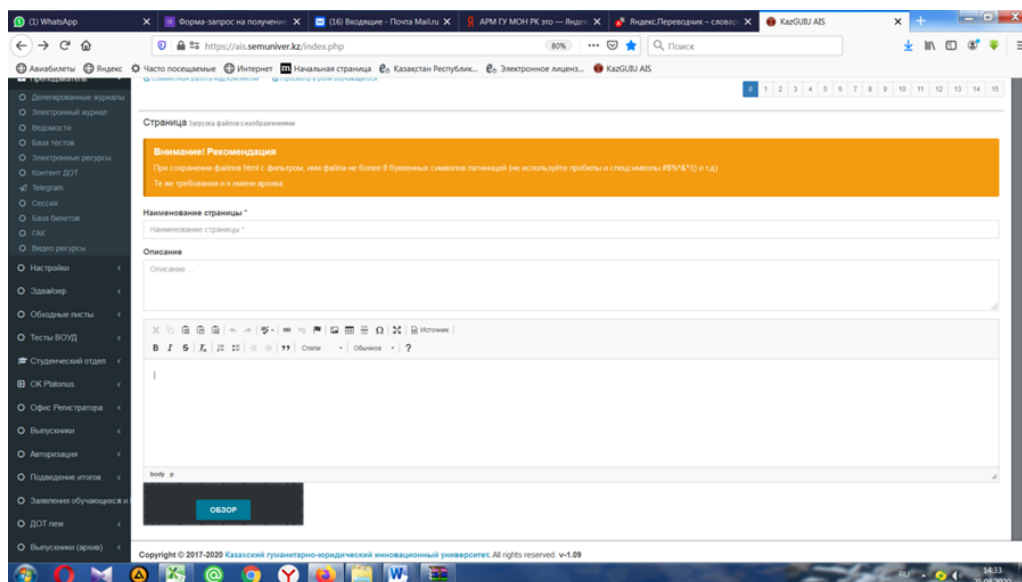 (1) WhatsApp
Форма-запрос на получение
(16) Входящие - Почта Mail.ru
АРМ ГУ МОН РК это — Яндек
Яндекс.Переводчик – словар
KazGUIU AIS
https://ais.semuniver.kz/index.php
80%
Поиск
Авиабилеты
Яндекс
Часто посещаемые
Интернет
Начальная страница
Казахстан Республик...
Электронное лиценз...
KazGUIU AIS
Делегированные журналы
Электронный журнал
Ведомости
База тестов
Электронные ресурсы
Контент ДОТ
Telegram
Сессия
База билетов
ГАК
Видео ресурсы
Настройки
Эдвайзер
Обходные листы
Тесты ВОУД
Студенческий отдел
OK Platonus
Офис Регистратора
Выпускники
Авторизация
Подведение итогов
Заявления обучающихся и
ДОТ new
Выпускники (архив)
0 1 2 3 4 5 6 7 8 9 10 11 12 13 14 15
Страница Загрузка файлов с изображениями
Внимание! Рекомендация
При сохранении файлов html с фильтром, имя файла не более 8 буквенных символов латиницей (не используйте пробелы и спецсимволы #$%^&*/() и т.д)
Те же требования и к имени архива
Наименование страницы *
Наименование страницы *
Описание
Описание ...
Источник
Стили
Обычное
?
body p
ОБЗОР
Copyright © 2017-2020 Казахский гуманитарно-юридический инновационный университет. All rights reserved. v-1.09
RU
14:33
25.08.2020